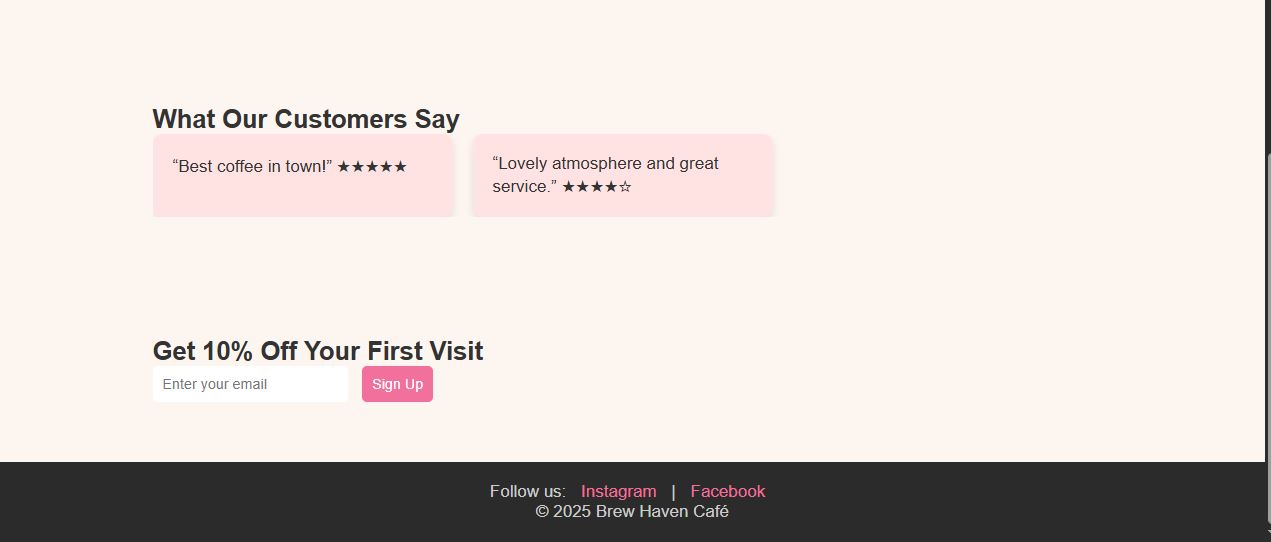 What Our Customers Say
“Best coffee in town!” ★★★★★
“Lovely atmosphere and great
service.” ★★★★☆
Get 10% Off Your First Visit
Enter your email
Sign Up
Follow us: Instagram | Facebook
© 2025 Brew Haven Café